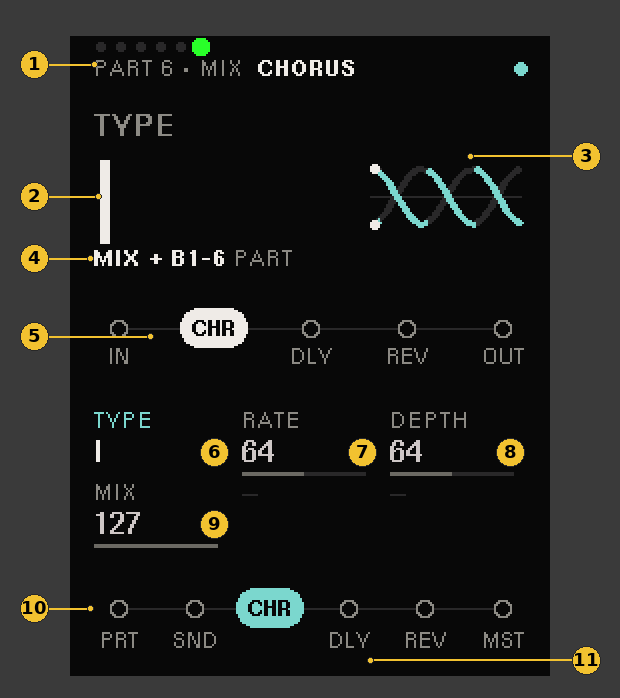 1 PART 6 · MIX CHORUS
TYPE
3
2 I
4 MIX + B1-6 PART
CHR
5 IN DLY REV OUT
TYPE RATE DEPTH
I 6 64 7 64 8
MIX — —
127 9
10 CHR
PRT SND DLY REV MST
11